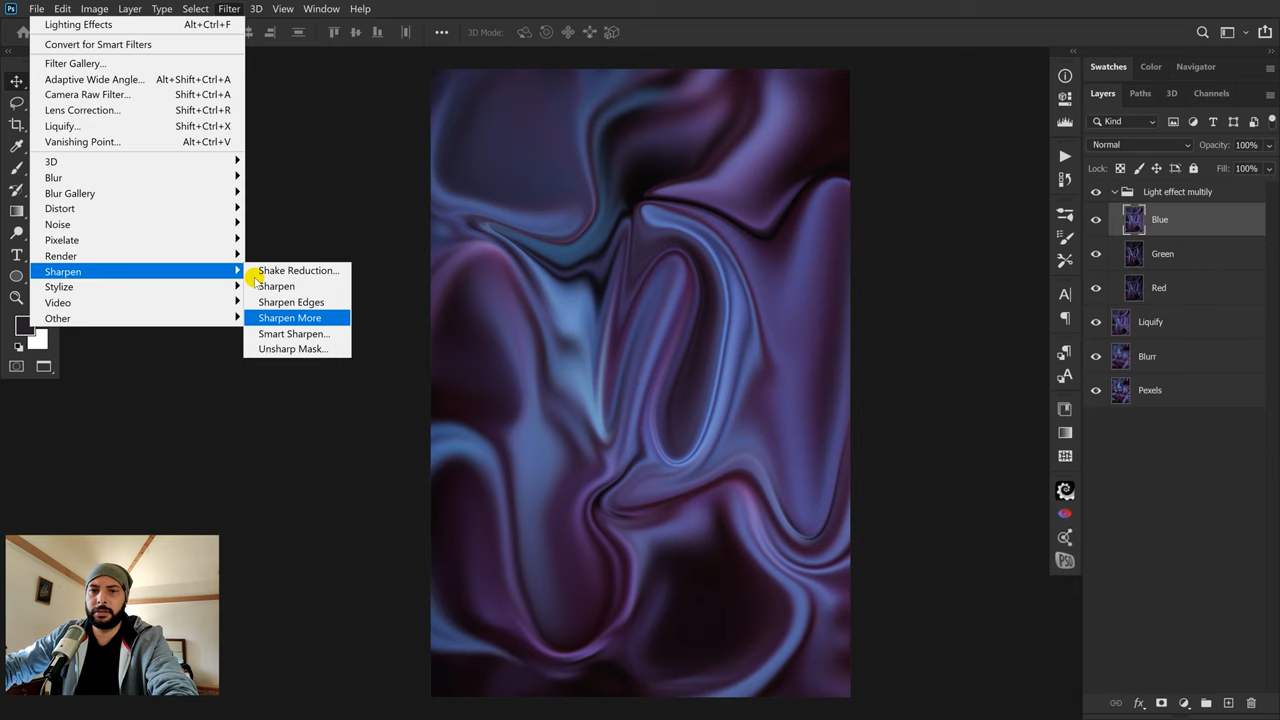 Ps File Edit Image Layer Type Select Filter 3D View Window Help
3D Mode:
Lighting Effects Alt+Ctrl+F
Convert for Smart Filters
Filter Gallery...
Adaptive Wide Angle... Alt+Shift+Ctrl+A
Camera Raw Filter... Shift+Ctrl+A
Lens Correction... Shift+Ctrl+R
Liquify... Shift+Ctrl+X
Vanishing Point... Alt+Ctrl+V
3D
Blur
Blur Gallery
Distort
Noise
Pixelate
Render
Sharpen
Stylize
Video
Other
Shake Reduction...
Sharpen
Sharpen Edges
Sharpen More
Smart Sharpen...
Unsharp Mask...
Swatches Color Navigator
Layers Paths 3D Channels
Kind
Normal Opacity: 100%
Lock: Fill: 100%
Light effect multily
Blue
Green
Red
Liquify
Blurr
Pexels
PSD
fx